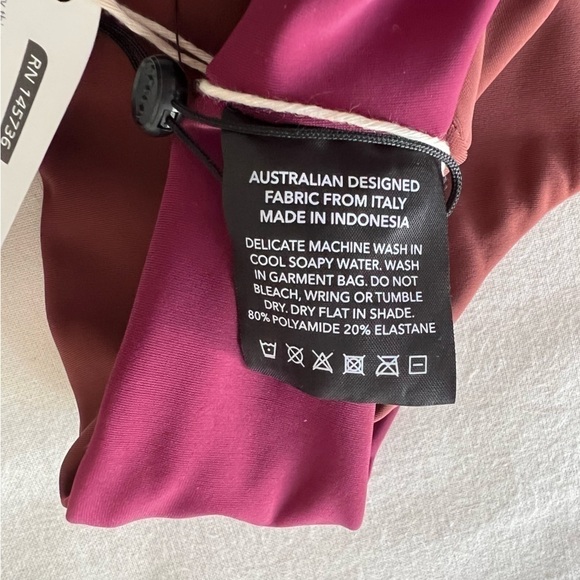 RN 145736
AUSTRALIAN DESIGNED
FABRIC FROM ITALY
MADE IN INDONESIA
DELICATE MACHINE WASH IN
COOL SOAPY WATER. WASH
IN GARMENT BAG. DO NOT
BLEACH, WRING OR TUMBLE
DRY. DRY FLAT IN SHADE.
80% POLYAMIDE 20% ELASTANE